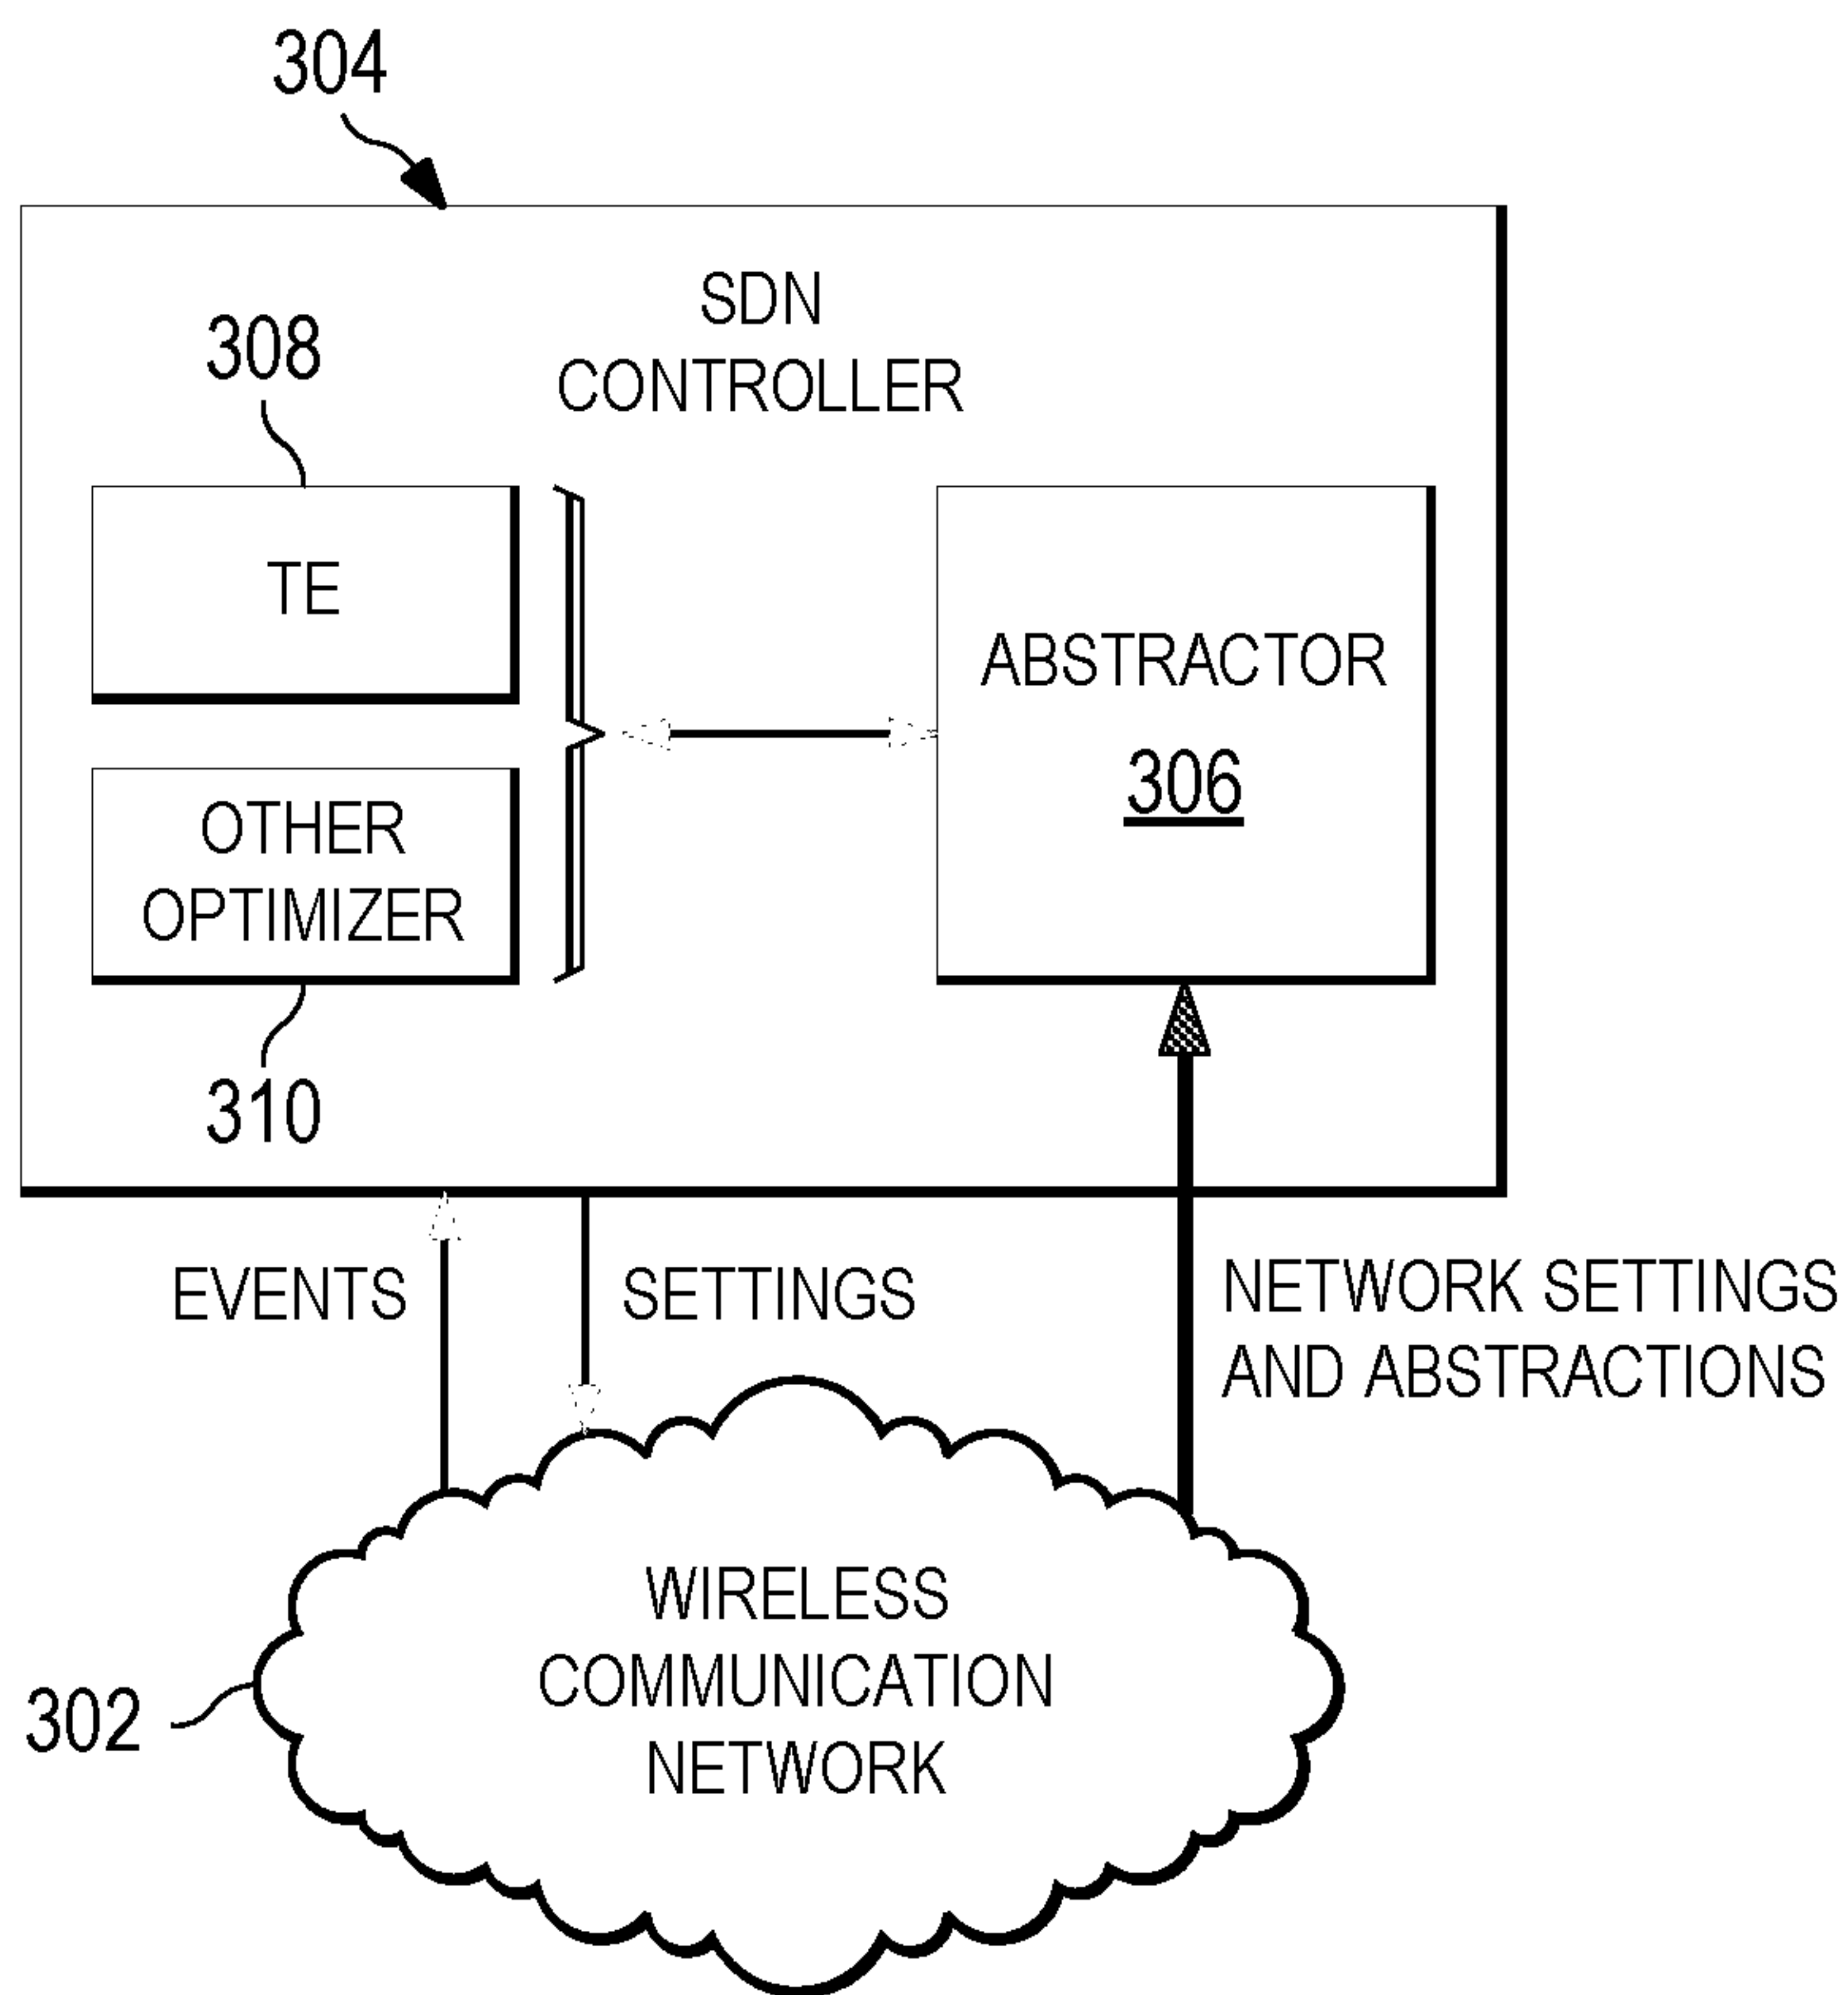 304
SDN
CONTROLLER
308
TE
ABSTRACTOR
306
OTHER
OPTIMIZER
310
EVENTS
SETTINGS
NETWORK SETTINGS
AND ABSTRACTIONS
WIRELESS
COMMUNICATION
NETWORK
302